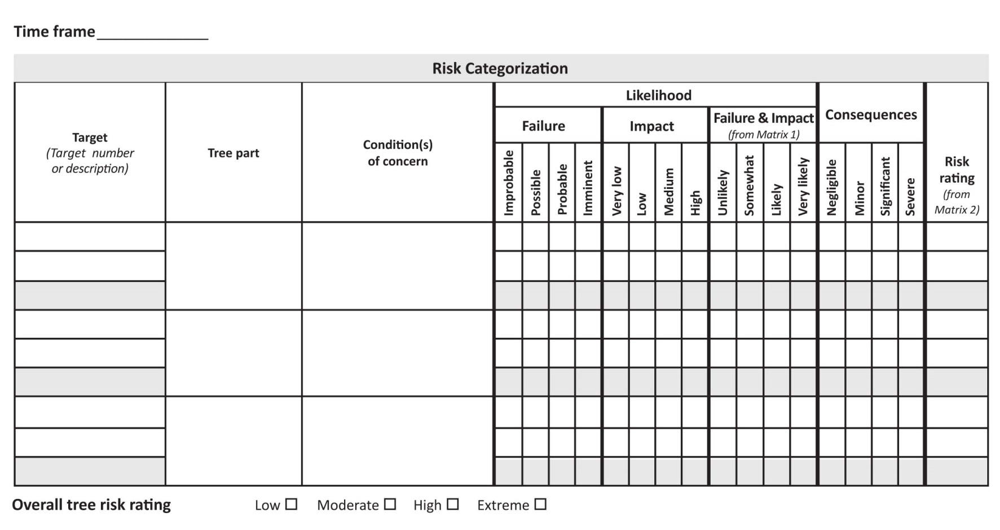 Time frame
Risk Categorization
Target
(Target number
or description)
Tree part
Condition(s)
of concern
Likelihood
Failure
Impact
Failure & Impact
(from Matrix 1)
Consequences
Improbable
Possible
Probable
Imminent
Very low
Low
Medium
High
Unlikely
Somewhat
Likely
Very likely
Negligible
Minor
Significant
Severe
Risk
rating
(from
Matrix 2)
Overall tree risk rating Low Moderate High Extreme